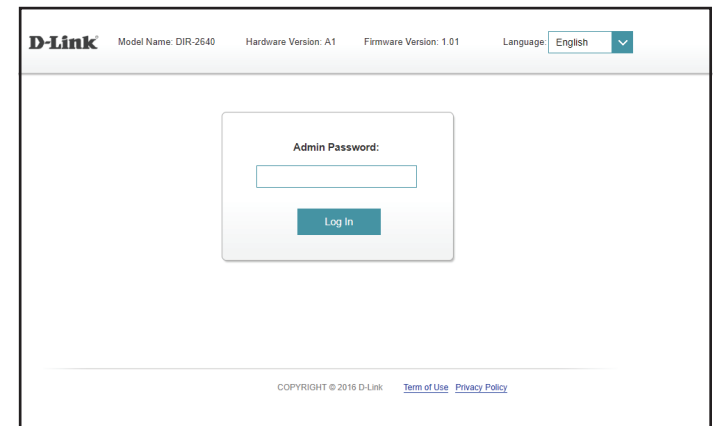 D-Link Model Name: DIR-2640 Hardware Version: A1 Firmware Version: 1.01 Language: English
Admin Password:
Log In
COPYRIGHT © 2016 D-Link Term of Use Privacy Policy